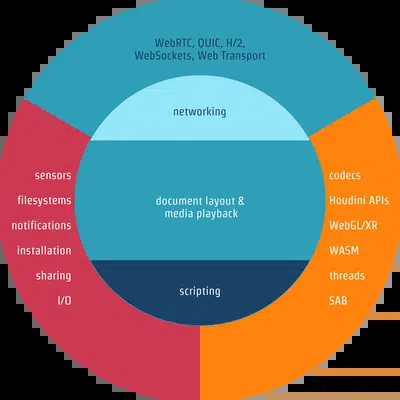 WebRTC, QUIC, H/2,
WebSockets, Web Transport
networking
sensors
filesystems
notifications
installation
sharing
I/O
document layout &
media playback
scripting
codecs
Houdini APIs
WebGL/XR
WASM
threads
SAB